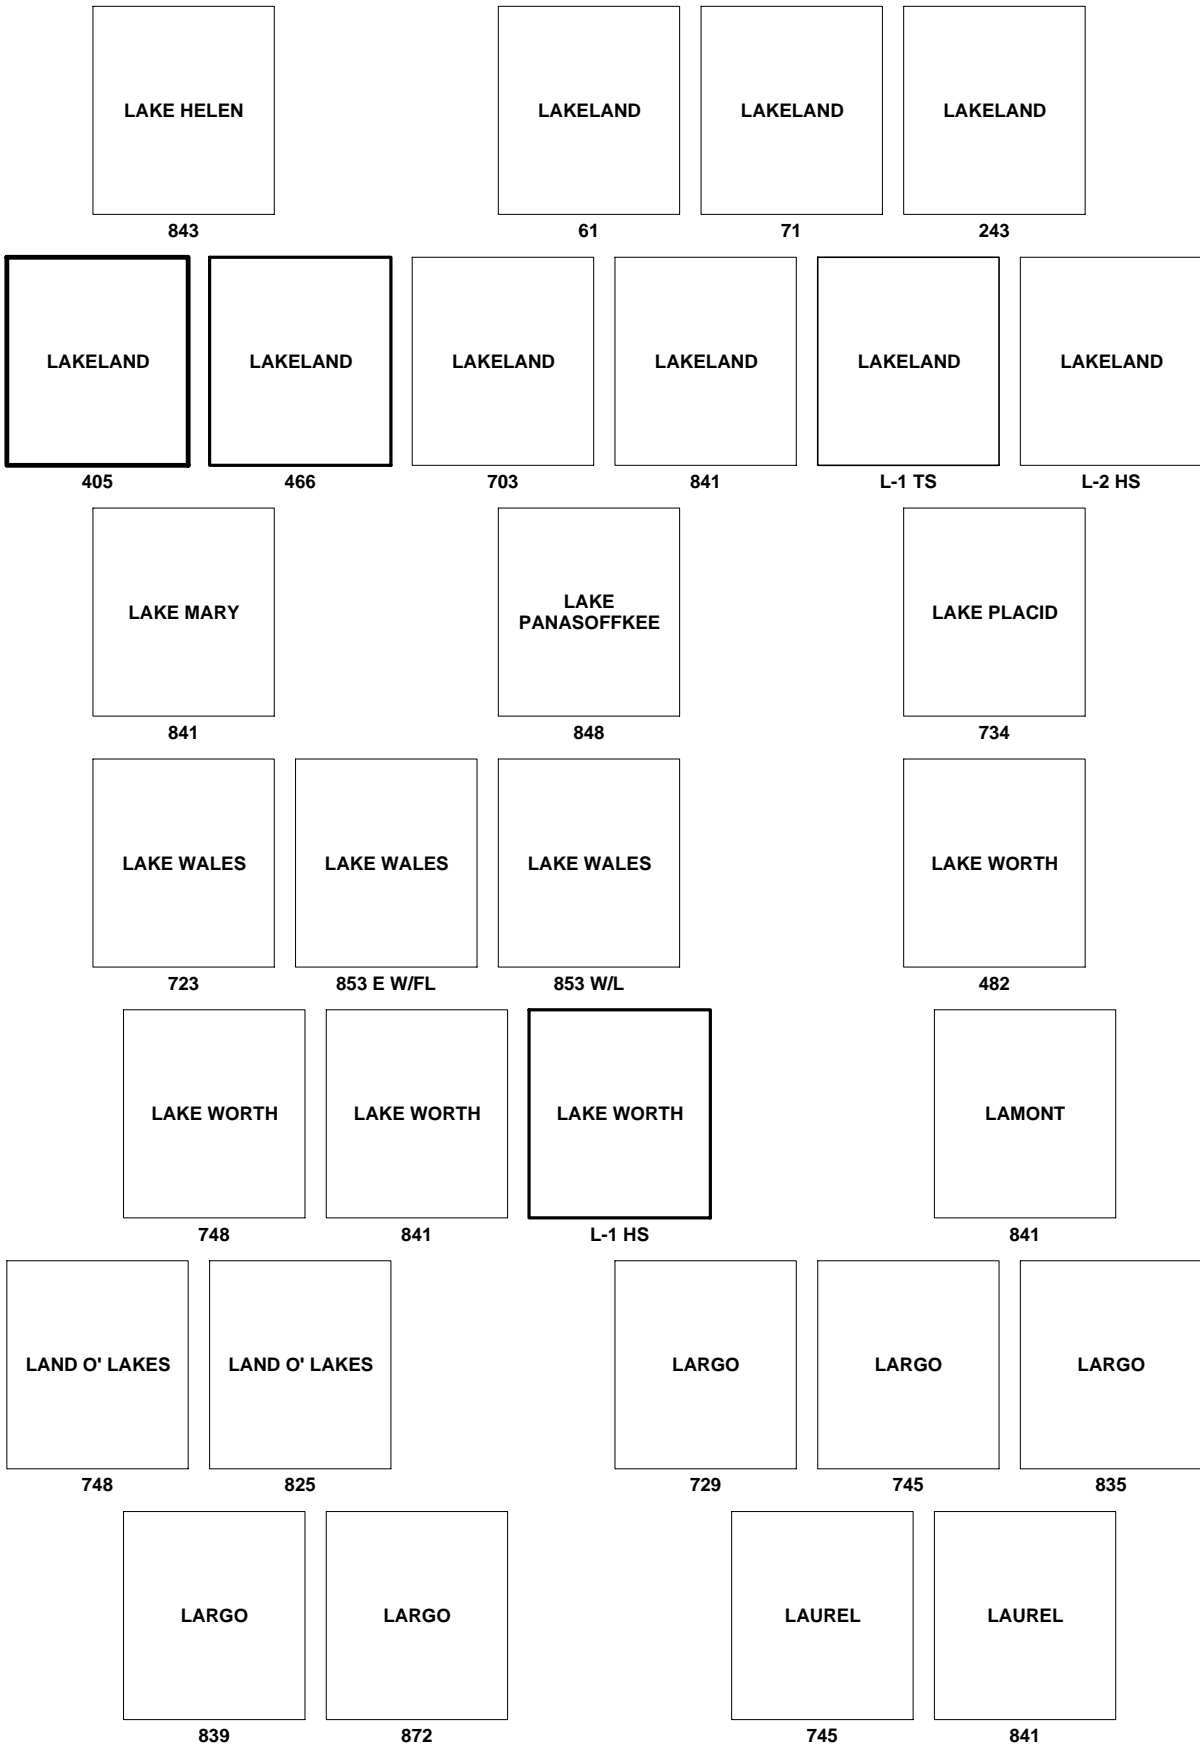 LAKE HELEN
LAKELAND
LAKELAND
LAKELAND
843
61
71
243
LAKELAND
LAKELAND
LAKELAND
LAKELAND
LAKELAND
LAKELAND
405
466
703
841
L-1 TS
L-2 HS
LAKE MARY
LAKE
PANASOFFKEE
LAKE PLACID
841
848
734
LAKE WALES
LAKE WALES
LAKE WALES
LAKE WORTH
723
853 E W/FL
853 W/L
482
LAKE WORTH
LAKE WORTH
LAKE WORTH
LAMONT
748
841
L-1 HS
841
LAND O' LAKES
LAND O' LAKES
LARGO
LARGO
LARGO
748
825
729
745
835
LARGO
LARGO
LAUREL
LAUREL
839
872
745
841